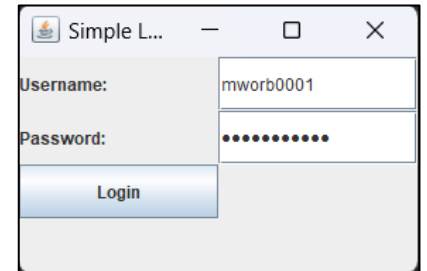 Simple L...
Username: mworb0001
Password: •••••••••••
Login